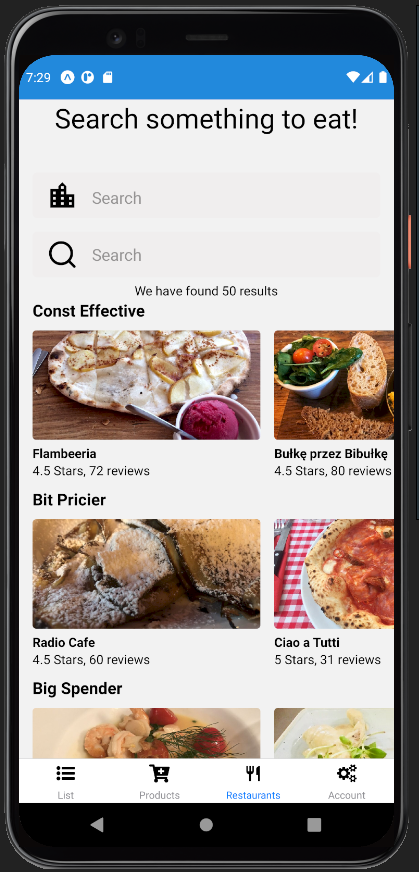 7:29
Search something to eat!
Search
Search
We have found 50 results
Const Effective
Flambeeria
4.5 Stars, 72 reviews
Bułkę przez Bibułkę
4.5 Stars, 80 reviews
Bit Pricier
Radio Cafe
4.5 Stars, 60 reviews
Ciao a Tutti
5 Stars, 31 reviews
Big Spender
List
Products
Restaurants
Account